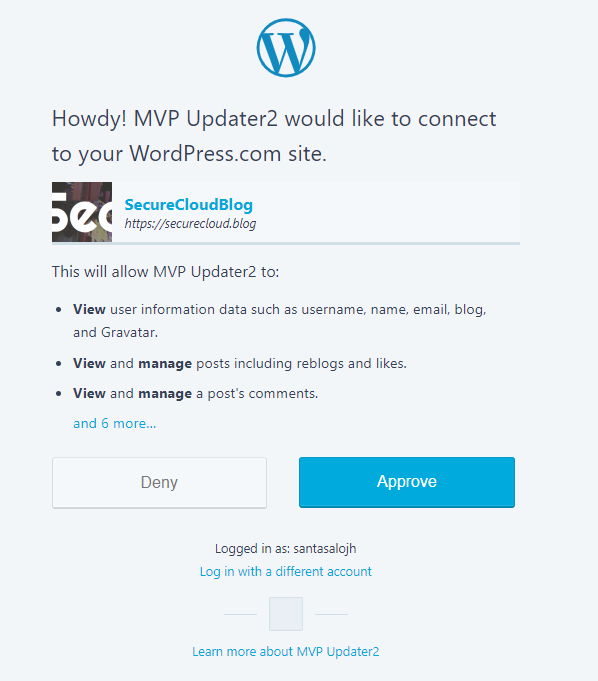 Howdy! MVP Updater2 would like to connect
to your WordPress.com site.
Sec
SecureCloudBlog
https://securecloud.blog
This will allow MVP Updater2 to:
• View user information data such as username, name, email, blog,
and Gravatar.
• View and manage posts including reblogs and likes.
• View and manage a post's comments.
and 6 more...
Deny
Approve
Logged in as: santasalojh
Log in with a different account
Learn more about MVP Updater2